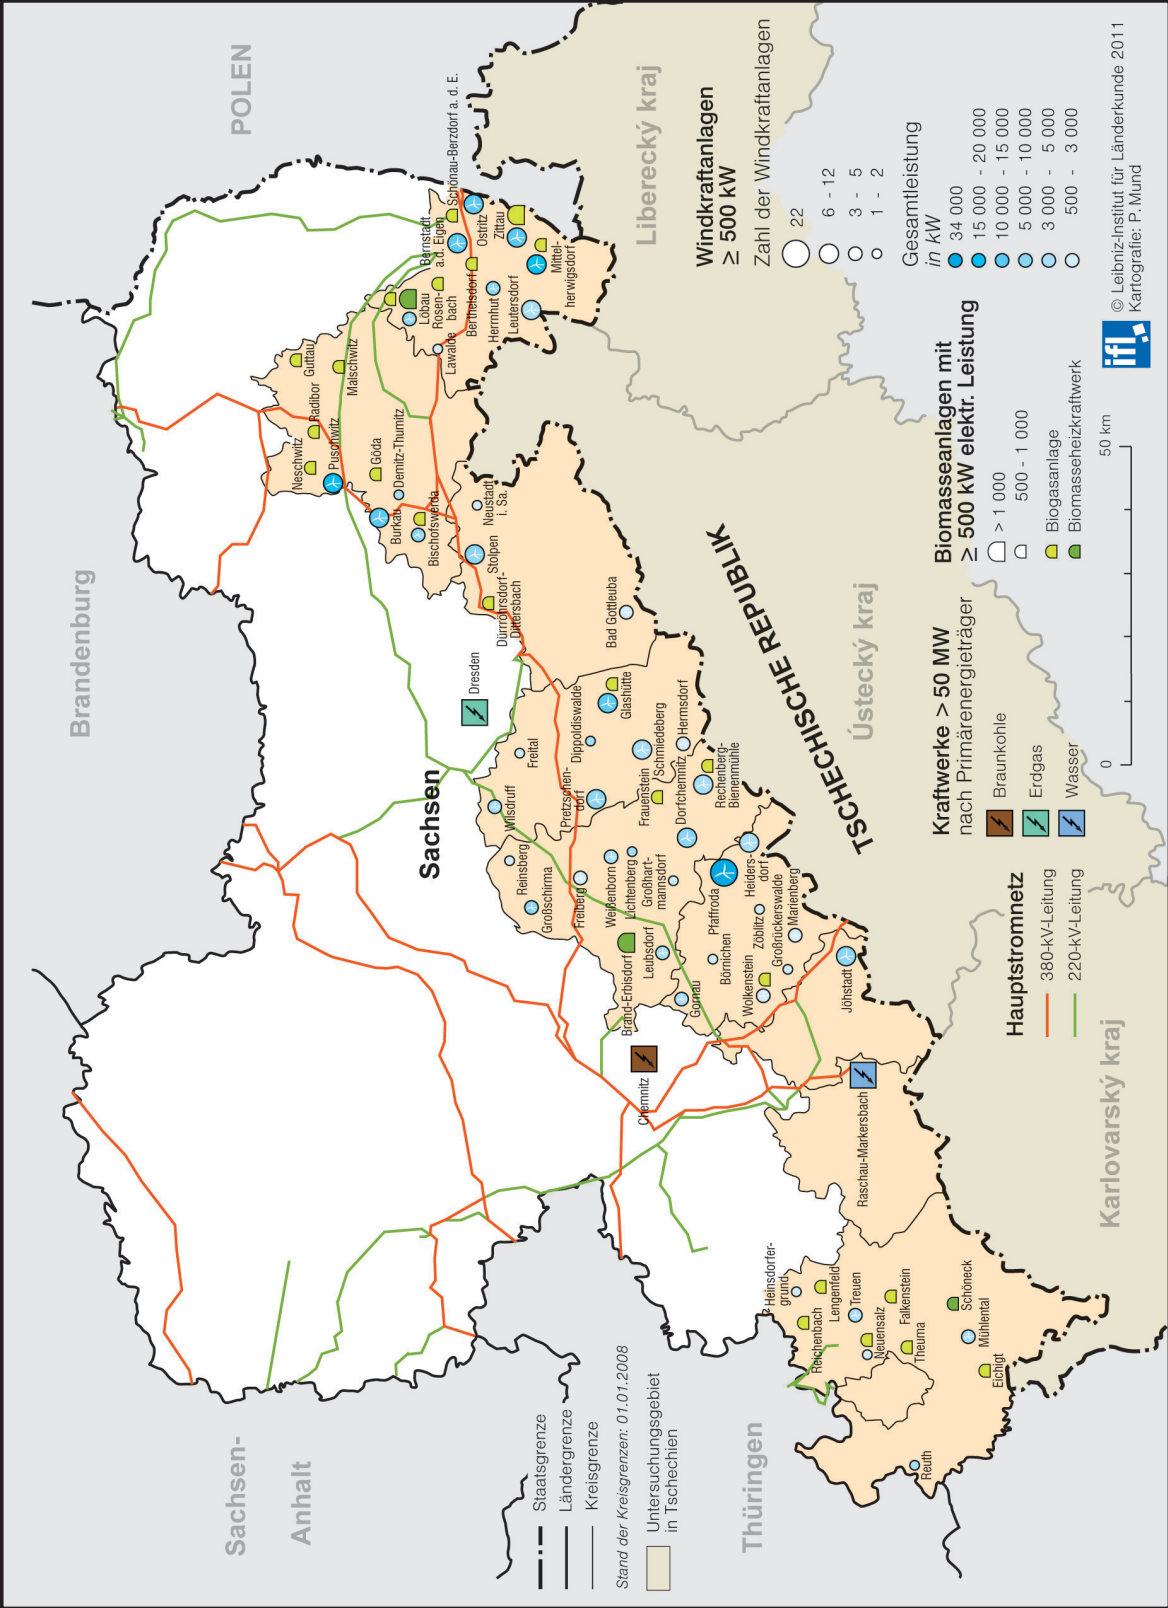 Sachsen-
Anhalt
Brandenburg
POLEN
Thüringen
Sachsen
TSCHECHISCHE REPUBLIK
Karlovarský kraj
Ústecký kraj
Liberecký kraj
Dresden
Chemnitz
Raschau-Markersbach
Neschwitz
Radibor
Guttau
Puschwitz
Malschwitz
Göda
Demitz-Thumitz
Burkau
Bischofswerda
Neustadt
i. Sa.
Stolpen
Dürrröhrsdorf-
Dittersbach
Bad Gottleuba
Löbau
Rosen-
bach
Lawalde
Bernstadt
a.d. Eigen
Schönau-Berzdorf a. d. E.
Berthelsdorf
Ostritz
Zittau
Herrnhut
Leutersdorf
Mittel-
herwigsdorf
Wilsdruff
Freital
Dippoldiswalde
Glashütte
Pretzschen-
dorf
Schmiedeberg
Hermsdorf
Frauenstein
Dorfchemnitz
Rechenberg-
Bienenmühle
Reinsberg
Großschirma
Freiberg
Weißenborn
Lichtenberg
Großhart-
mannsdorf
Brand-Erbisdorf
Leubsdorf
Gornau
Pfaffroda
Heiders-
dorf
Börnichen
Zöblitz
Großrückerswalde
Marienberg
Wolkenstein
Jöhstadt
Heinsdorfer-
grund
Reichenbach
Lengenfeld
Treuen
Neuensalz
Falkenstein
Theuma
Schöneck
Mühlental
Eichigt
Reuth
Staatsgrenze
Ländergrenze
Kreisgrenze
Stand der Kreisgrenzen: 01.01.2008
Untersuchungsgebiet
in Tschechien
Hauptstromnetz
380-kV-Leitung
220-kV-Leitung
Kraftwerke > 50 MW
nach Primärenergieträger
Braunkohle
Erdgas
Wasser
Biomasseanlagen mit
≥ 500 kW elektr. Leistung
> 1 000
500 - 1 000
Biogasanlage
Biomasseheizkraftwerk
Windkraftanlagen
≥ 500 kW
Zahl der Windkraftanlagen
22
6 - 12
3 - 5
1 - 2
Gesamtleistung
in kW
34 000
15 000 - 20 000
10 000 - 15 000
5 000 - 10 000
3 000 - 5 000
500 - 3 000
0
50 km
ifl
© Leibniz-Institut für Länderkunde 2011
Kartografie: P. Mund